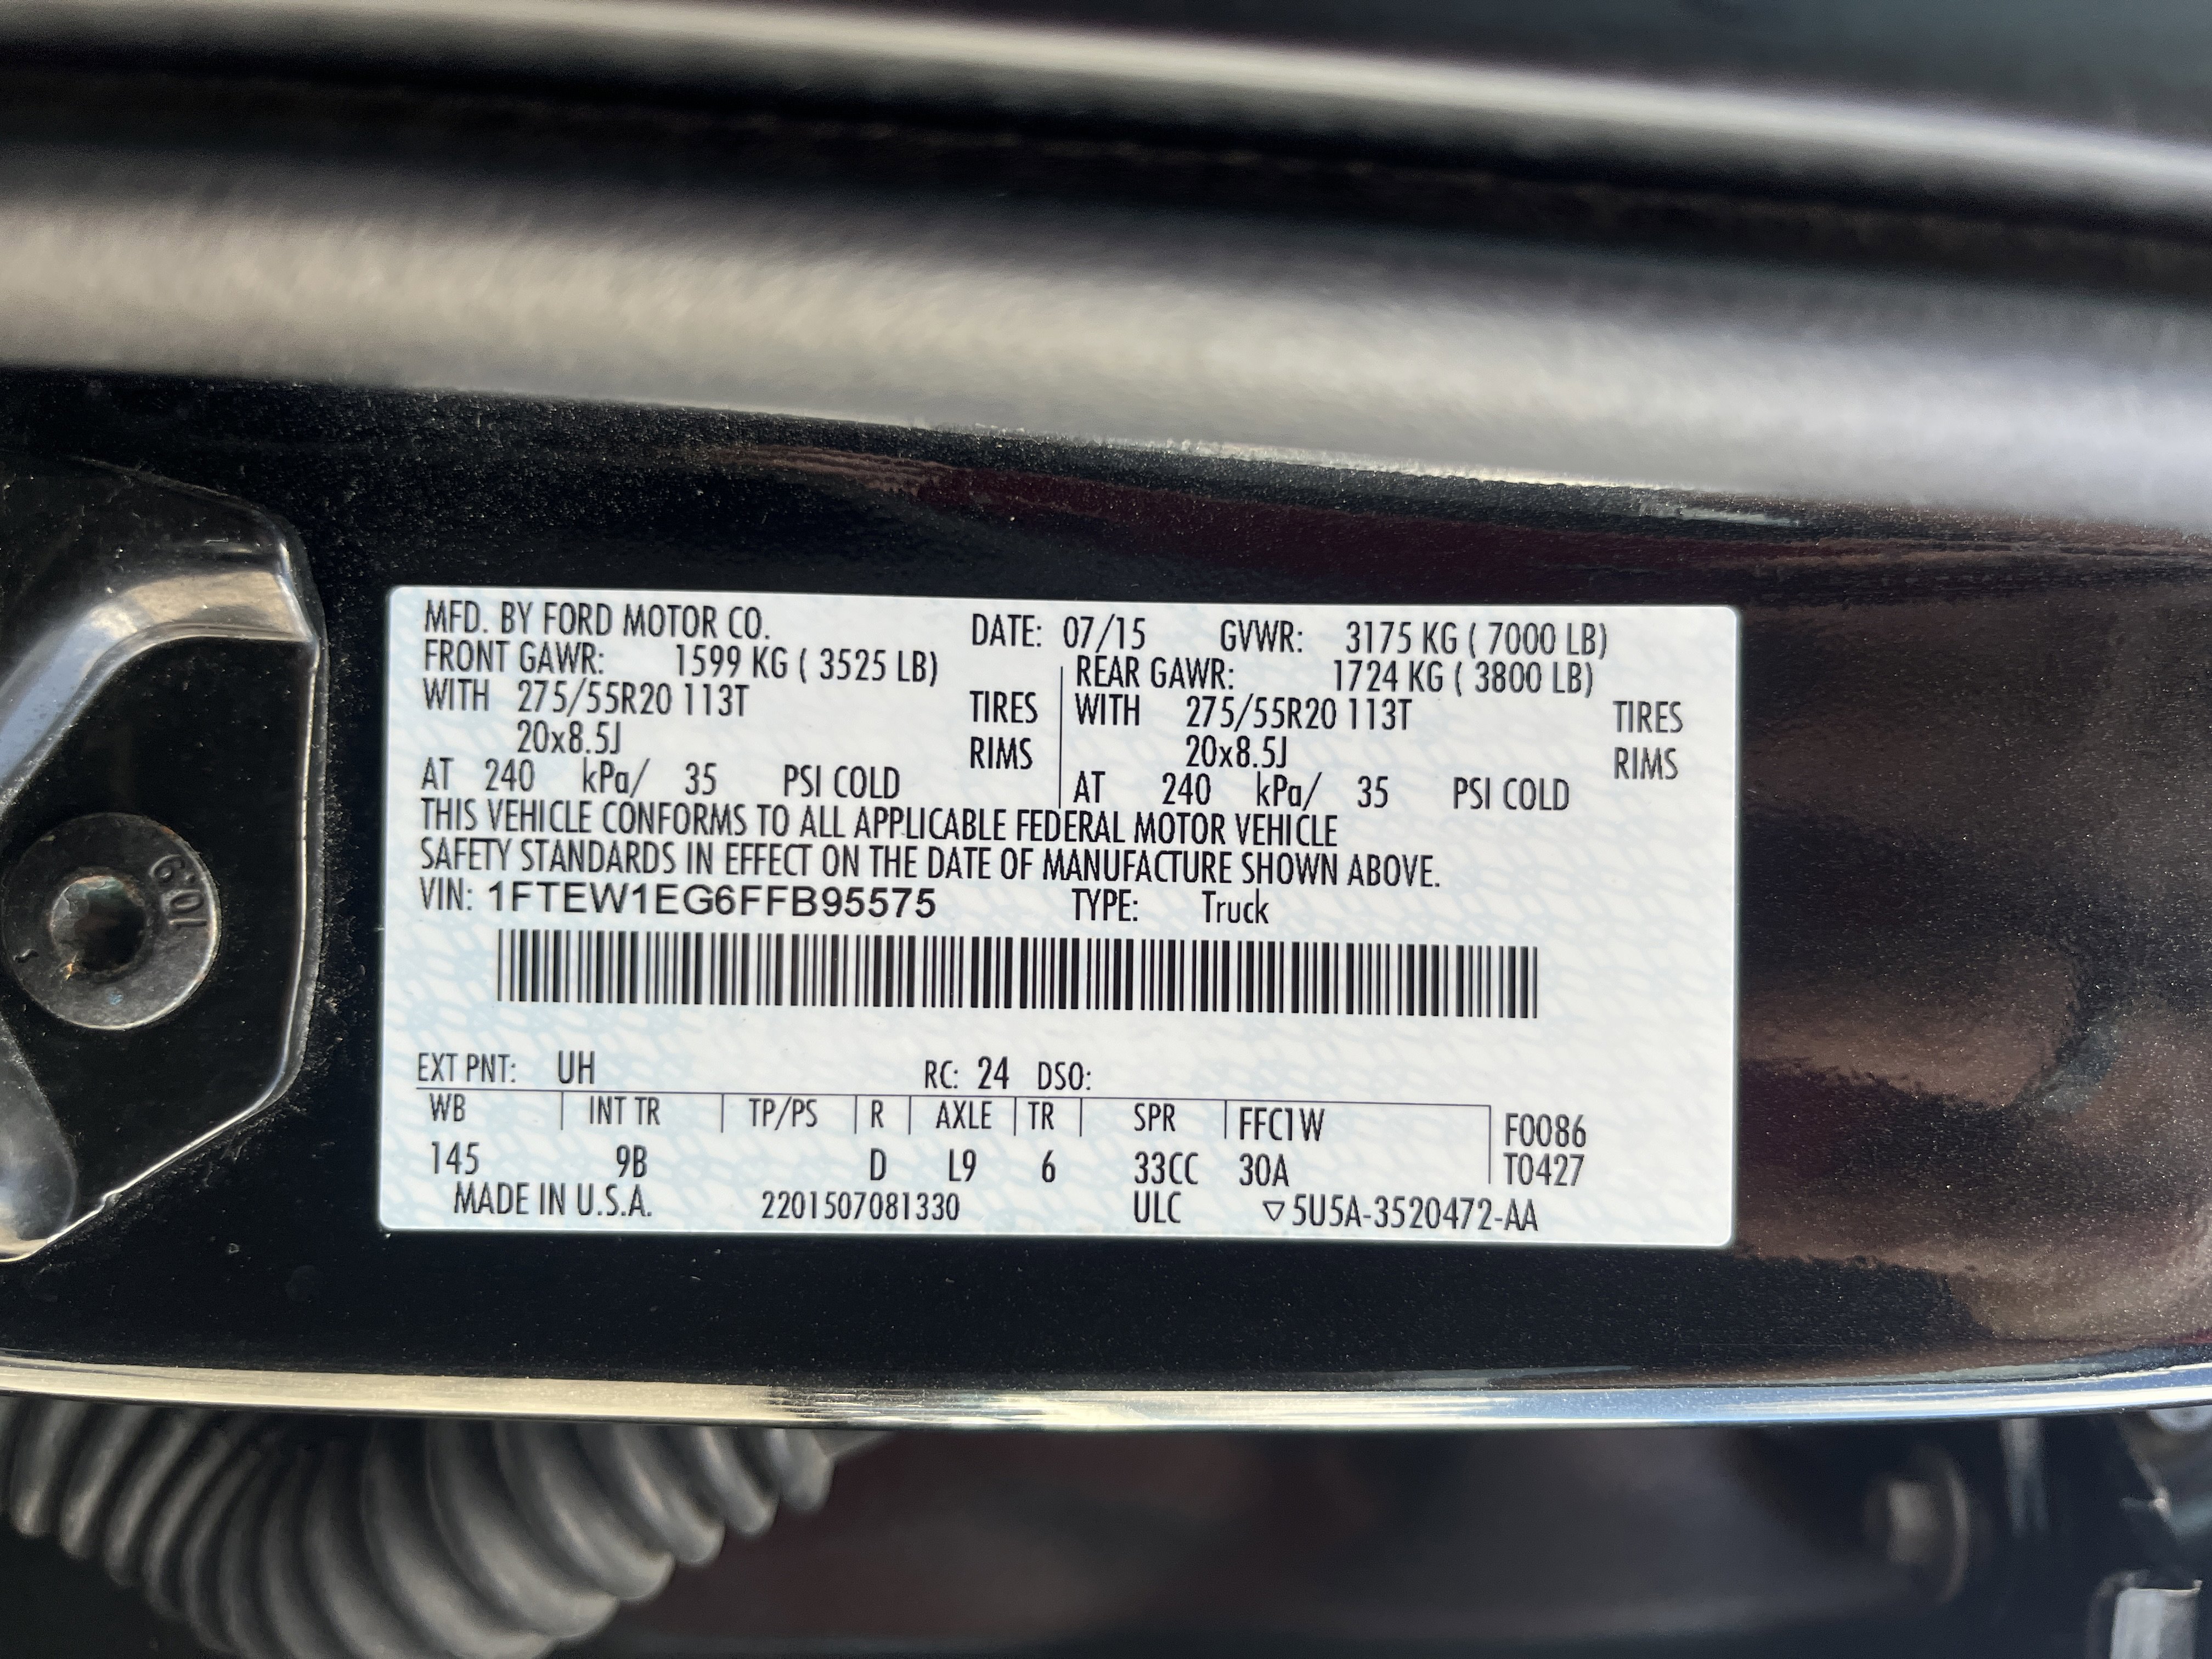 MFD. BY FORD MOTOR CO. DATE: 07/15 GVWR: 3175 KG ( 7000 LB)
FRONT GAWR: 1599 KG ( 3525 LB) REAR GAWR: 1724 KG ( 3800 LB)
WITH 275/55R20 113T TIRES WITH 275/55R20 113T TIRES
20x8.5J RIMS 20x8.5J RIMS
AT 240 kPa/ 35 PSI COLD AT 240 kPa/ 35 PSI COLD
THIS VEHICLE CONFORMS TO ALL APPLICABLE FEDERAL MOTOR VEHICLE
SAFETY STANDARDS IN EFFECT ON THE DATE OF MANUFACTURE SHOWN ABOVE.
VIN: 1FTEW1EG6FFB95575 TYPE: Truck
EXT PNT: UH RC: 24 DSO:
WB INT TR TP/PS R AXLE TR SPR FFC1W F0086
145 9B D L9 6 33CC 30A T0427
MADE IN U.S.A. 2201507081330 ULC ▽5U5A-3520472-AA
10.9